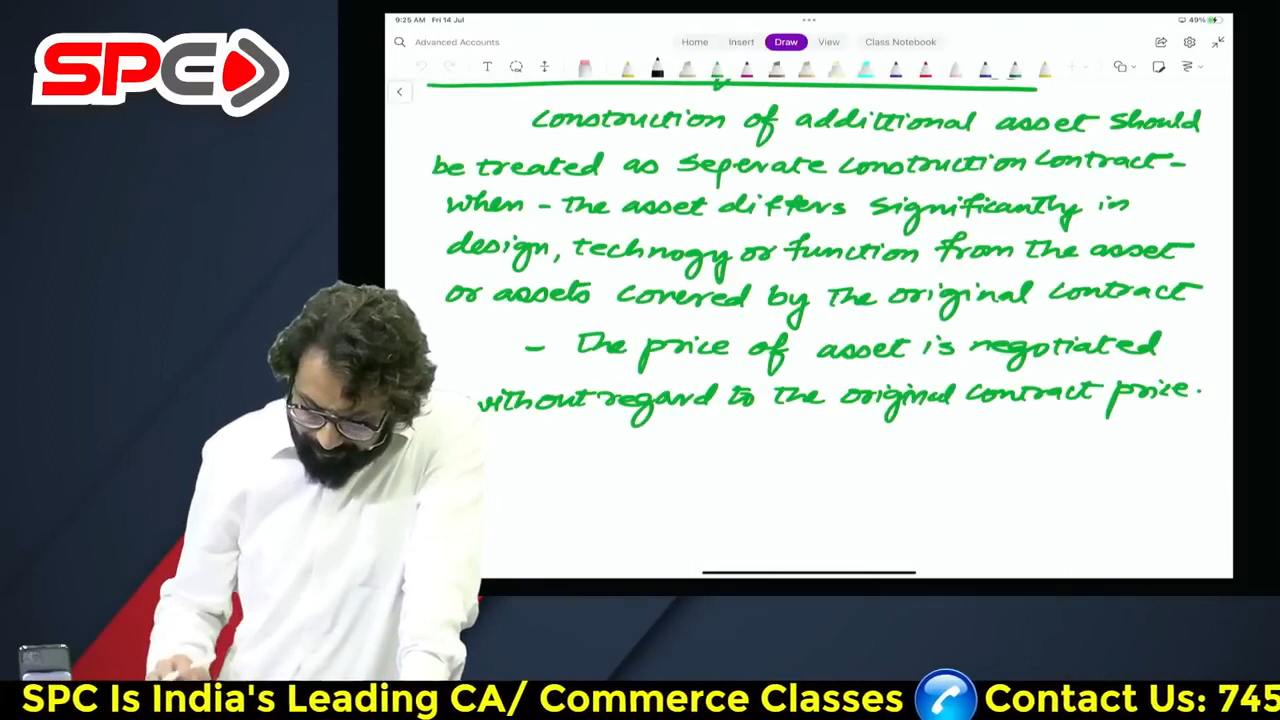 SPC
9:25 AM Fri 14 Jul
49%
Advanced Accounts
Home Insert Draw View Class Notebook
Construction of addittional asset should
be treated as seperate construction contract -
when - the asset differs significantly in
design, technogy or function from the asset
or assets covered by the original contract
- The price of asset is negotiated
without regard to the original contract price.
SPC Is India's Leading CA/ Commerce Classes Contact Us: 745